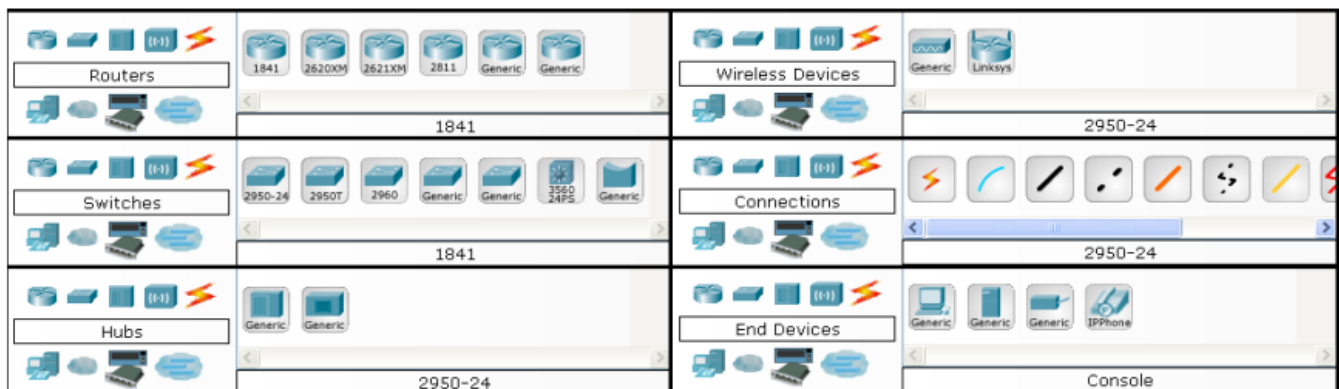 Routers
1841 2620XM 2621XM 2811 Generic Generic
1841
Wireless Devices
Generic Linksys
2950-24
Switches
2950-24 2950T 2960 Generic Generic 3560 24PS Generic
1841
Connections
2950-24
Hubs
Generic Generic
2950-24
End Devices
Generic Generic Generic IPPhone
Console